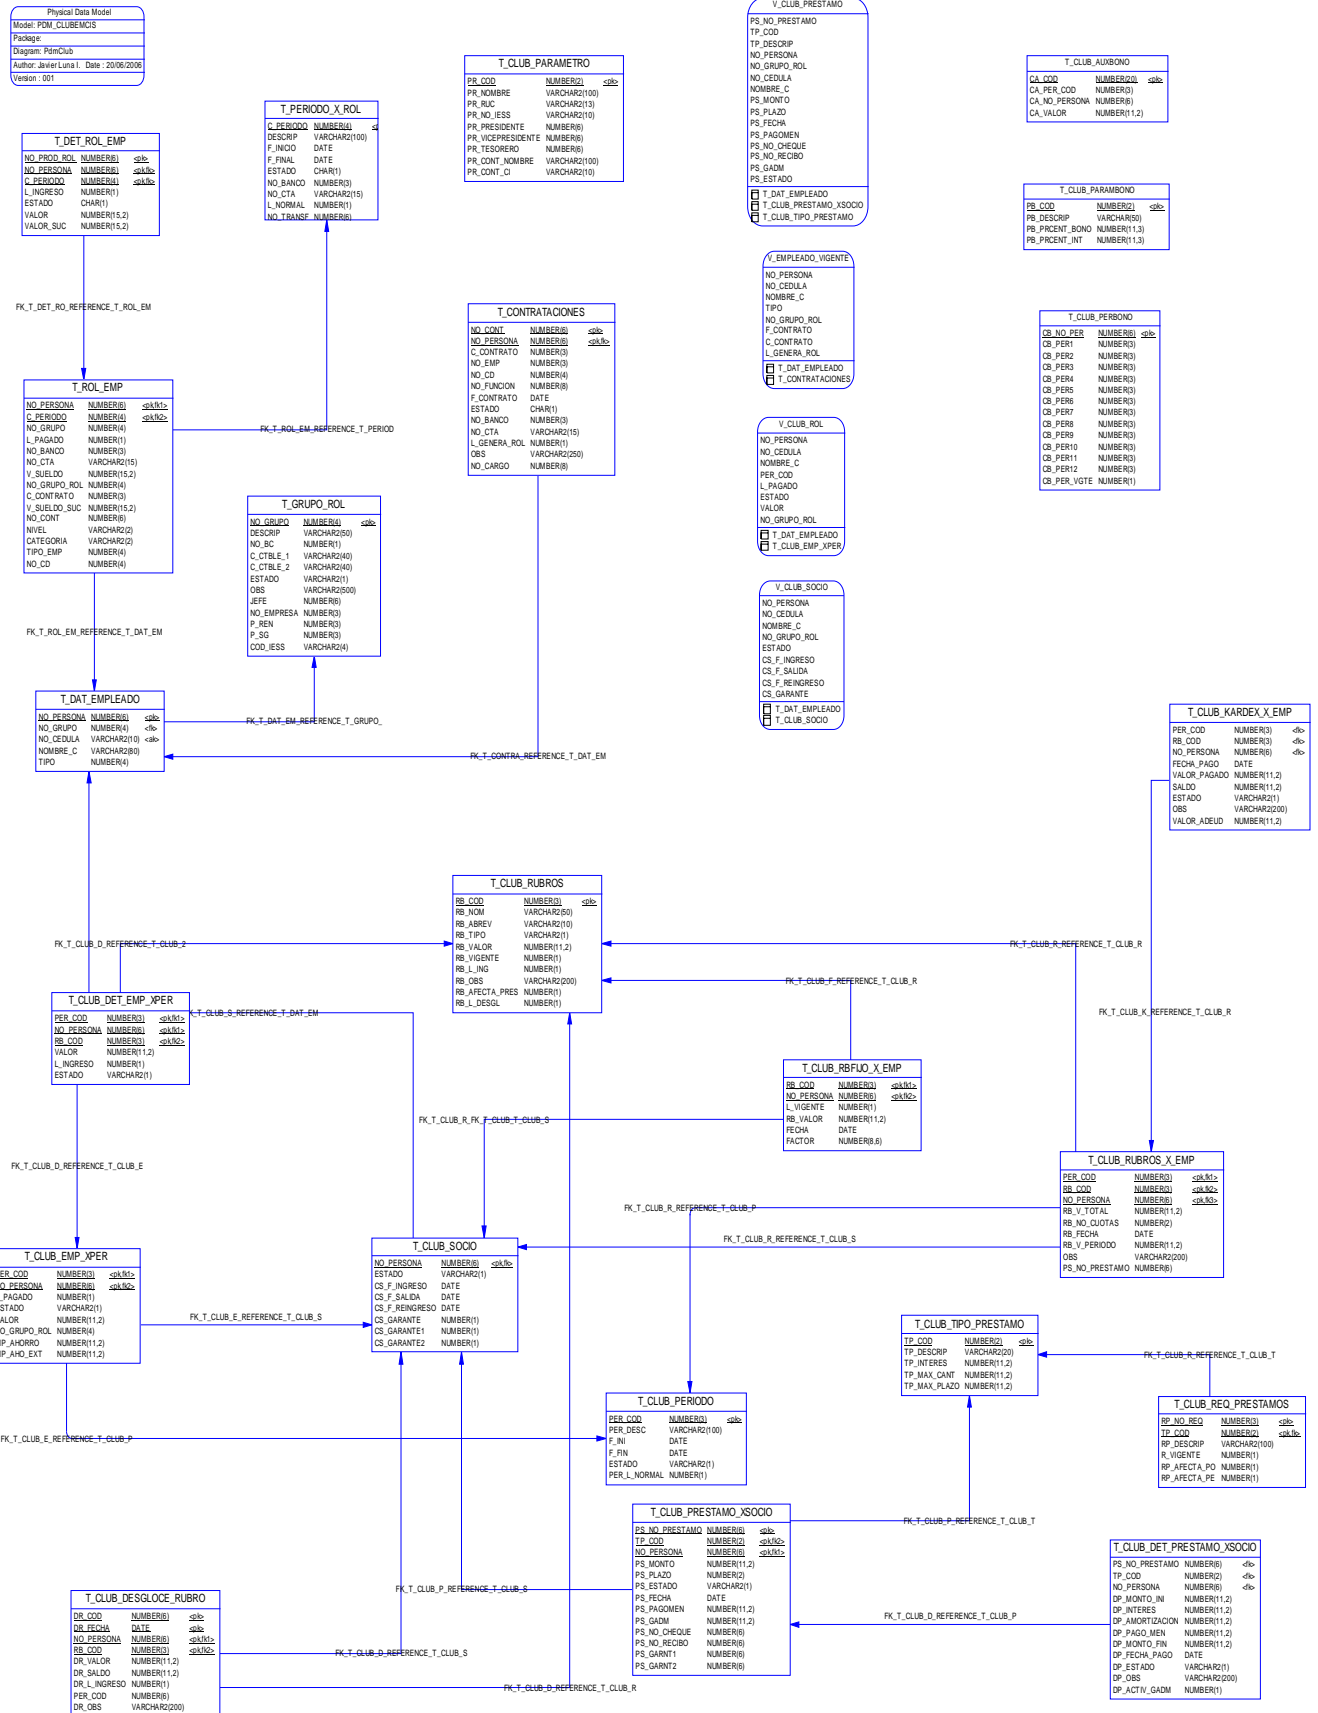 Physical Data Model
Model: PDM_CLUBEMCIS
Package:
Diagram: PdmClub
Author: Javier Luna I. Date : 20/06/2006
Version : 001
T_DET_ROL_EMP
NO_PROD_ROL NUMBER(6) <pk>
NO_PERSONA NUMBER(6) <pk,fk>
C_PERIODO NUMBER(4) <pk,fk>
L_INGRESO NUMBER(1)
ESTADO CHAR(1)
VALOR NUMBER(15,2)
VALOR_SUC NUMBER(15,2)
T_PERIODO_X_ROL
C_PERIODO NUMBER(4)
DESCRIP VARCHAR2(100)
F_INICIO DATE
F_FINAL DATE
ESTADO CHAR(1)
NO_BANCO NUMBER(3)
NO_CTA VARCHAR2(15)
L_NORMAL NUMBER(1)
NO_TRANSF NUMBER(6)
T_CLUB_PARAMETRO
PR_COD NUMBER(2) <pk>
PR_NOMBRE VARCHAR2(100)
PR_RUC VARCHAR2(13)
PR_NO_IESS VARCHAR2(10)
PR_PRESIDENTE NUMBER(6)
PR_VICEPRESIDENTE NUMBER(6)
PR_TESORERO NUMBER(6)
PR_CONT_NOMBRE VARCHAR2(100)
PR_CONT_CI VARCHAR2(10)
V_CLUB_PRESTAMO
PS_NO_PRESTAMO
TP_COD
TP_DESCRIP
NO_PERSONA
NO_GRUPO_ROL
NO_CEDULA
NOMBRE_C
PS_MONTO
PS_PLAZO
PS_FECHA
PS_PAGOMEN
PS_NO_CHEQUE
PS_NO_RECIBO
PS_GADM
PS_ESTADO
T_DAT_EMPLEADO
T_CLUB_PRESTAMO_XSOCIO
T_CLUB_TIPO_PRESTAMO
T_CLUB_AUXBONO
CA_COD NUMBER(20) <pk>
CA_PER_COD NUMBER(3)
CA_NO_PERSONA NUMBER(6)
CA_VALOR NUMBER(11,2)
T_CLUB_PARAMBONO
PB_COD NUMBER(2) <pk>
PB_DESCRIP VARCHAR(50)
PB_PRCENT_BONO NUMBER(11,3)
PB_PRCENT_INT NUMBER(11,3)
V_EMPLEADO_VIGENTE
NO_PERSONA
NO_CEDULA
NOMBRE_C
TIPO
NO_GRUPO_ROL
F_CONTRATO
C_CONTRATO
L_GENERA_ROL
T_DAT_EMPLEADO
T_CONTRATACIONES
FK_T_DET_RO_REFERENCE_T_ROL_EM
T_CONTRATACIONES
NO_CONT NUMBER(6) <pk>
NO_PERSONA NUMBER(6) <pk,fk>
C_CONTRATO NUMBER(3)
NO_EMP NUMBER(3)
NO_CD NUMBER(4)
NO_FUNCION NUMBER(8)
F_CONTRATO DATE
ESTADO CHAR(1)
NO_BANCO NUMBER(3)
NO_CTA VARCHAR2(15)
L_GENERA_ROL NUMBER(1)
OBS VARCHAR2(250)
NO_CARGO NUMBER(8)
T_CLUB_PERBONO
CB_NO_PER NUMBER(6) <pk>
CB_PER1 NUMBER(3)
CB_PER2 NUMBER(3)
CB_PER3 NUMBER(3)
CB_PER4 NUMBER(3)
CB_PER5 NUMBER(3)
CB_PER6 NUMBER(3)
CB_PER7 NUMBER(3)
CB_PER8 NUMBER(3)
CB_PER9 NUMBER(3)
CB_PER10 NUMBER(3)
CB_PER11 NUMBER(3)
CB_PER12 NUMBER(3)
CB_PER_VGTE NUMBER(1)
T_ROL_EMP
NO_PERSONA NUMBER(6) <pk,fk1>
C_PERIODO NUMBER(4) <pk,fk2>
NO_GRUPO NUMBER(4)
L_PAGADO NUMBER(1)
NO_BANCO NUMBER(3)
NO_CTA VARCHAR2(15)
V_SUELDO NUMBER(15,2)
NO_GRUPO_ROL NUMBER(4)
C_CONTRATO NUMBER(3)
V_SUELDO_SUC NUMBER(15,2)
NO_CONT NUMBER(6)
NIVEL VARCHAR2(2)
CATEGORIA VARCHAR2(2)
TIPO_EMP NUMBER(4)
NO_CD NUMBER(4)
FK_T_ROL_EM_REFERENCE_T_PERIOD
V_CLUB_ROL
NO_PERSONA
NO_CEDULA
NOMBRE_C
PER_COD
L_PAGADO
ESTADO
VALOR
NO_GRUPO_ROL
T_DAT_EMPLEADO
T_CLUB_EMP_XPER
T_GRUPO_ROL
NO_GRUPO NUMBER(4) <pk>
DESCRIP VARCHAR2(50)
NO_BC NUMBER(1)
C_CTBLE_1 VARCHAR2(40)
C_CTBLE_2 VARCHAR2(40)
ESTADO VARCHAR2(1)
OBS VARCHAR2(500)
JEFE NUMBER(6)
NO_EMPRESA NUMBER(3)
P_REN NUMBER(3)
P_SG NUMBER(3)
COD_IESS VARCHAR2(4)
V_CLUB_SOCIO
NO_PERSONA
NO_CEDULA
NOMBRE_C
NO_GRUPO_ROL
ESTADO
CS_F_INGRESO
CS_F_SALIDA
CS_F_REINGRESO
CS_GARANTE
T_DAT_EMPLEADO
T_CLUB_SOCIO
FK_T_ROL_EM_REFERENCE_T_DAT_EM
T_DAT_EMPLEADO
NO_PERSONA NUMBER(6) <pk>
NO_GRUPO NUMBER(4) <fk>
NO_CEDULA VARCHAR2(10) <ak>
NOMBRE_C VARCHAR2(80)
TIPO NUMBER(4)
FK_T_DAT_EM_REFERENCE_T_GRUPO_
FK_T_CONTRA_REFERENCE_T_DAT_EM
T_CLUB_KARDEX_X_EMP
PER_COD NUMBER(3) <fk>
RB_COD NUMBER(3) <fk>
NO_PERSONA NUMBER(6) <fk>
FECHA_PAGO DATE
VALOR_PAGADO NUMBER(11,2)
SALDO NUMBER(11,2)
ESTADO VARCHAR2(1)
OBS VARCHAR2(200)
VALOR_ADEUD NUMBER(11,2)
T_CLUB_RUBROS
RB_COD NUMBER(3) <pk>
RB_NOM VARCHAR2(50)
RB_ABREV VARCHAR2(10)
RB_TIPO VARCHAR2(1)
RB_VALOR NUMBER(11,2)
RB_VIGENTE NUMBER(1)
RB_L_ING NUMBER(1)
RB_OBS VARCHAR2(200)
RB_AFECTA_PRES NUMBER(1)
RB_L_DESGL NUMBER(1)
FK_T_CLUB_D_REFERENCE_T_CLUB_2
FK_T_CLUB_R_REFERENCE_T_CLUB_R
FK_T_CLUB_F_REFERENCE_T_CLUB_R
T_CLUB_DET_EMP_XPER
PER_COD NUMBER(3) <pk,fk1>
NO_PERSONA NUMBER(6) <pk,fk1>
RB_COD NUMBER(3) <pk,fk2>
VALOR NUMBER(11,2)
L_INGRESO NUMBER(1)
ESTADO VARCHAR2(1)
K_T_CLUB_S_REFERENCE_T_DAT_EM
FK_T_CLUB_K_REFERENCE_T_CLUB_R
T_CLUB_RBFIJO_X_EMP
RB_COD NUMBER(3) <pk,fk1>
NO_PERSONA NUMBER(6) <pk,fk2>
L_VIGENTE NUMBER(1)
RB_VALOR NUMBER(11,2)
FECHA DATE
FACTOR NUMBER(8,6)
FK_T_CLUB_R_FK_T_CLUB_T_CLUB_S
FK_T_CLUB_D_REFERENCE_T_CLUB_E
T_CLUB_RUBROS_X_EMP
PER_COD NUMBER(3) <pk,fk1>
RB_COD NUMBER(3) <pk,fk2>
NO_PERSONA NUMBER(6) <pk,fk3>
RB_V_TOTAL NUMBER(11,2)
RB_NO_CUOTAS NUMBER(2)
RB_FECHA DATE
RB_V_PERIODO NUMBER(11,2)
OBS VARCHAR2(200)
PS_NO_PRESTAMO NUMBER(6)
FK_T_CLUB_R_REFERENCE_T_CLUB_P
FK_T_CLUB_R_REFERENCE_T_CLUB_S
T_CLUB_EMP_XPER
ER_COD NUMBER(3) <pk,fk1>
O_PERSONA NUMBER(6) <pk,fk2>
_PAGADO NUMBER(1)
STADO VARCHAR2(1)
ALOR NUMBER(11,2)
O_GRUPO_ROL NUMBER(4)
MP_AHORRO NUMBER(11,2)
MP_AHO_EXT NUMBER(11,2)
T_CLUB_SOCIO
NO_PERSONA NUMBER(6) <pk,fk>
ESTADO VARCHAR2(1)
CS_F_INGRESO DATE
CS_F_SALIDA DATE
CS_F_REINGRESO DATE
CS_GARANTE NUMBER(1)
CS_GARANTE1 NUMBER(1)
CS_GARANTE2 NUMBER(1)
FK_T_CLUB_E_REFERENCE_T_CLUB_S
T_CLUB_TIPO_PRESTAMO
TP_COD NUMBER(2) <pk>
TP_DESCRIP VARCHAR2(20)
TP_INTERES NUMBER(11,2)
TP_MAX_CANT NUMBER(11,2)
TP_MAX_PLAZO NUMBER(11,2)
FK_T_CLUB_R_REFERENCE_T_CLUB_T
T_CLUB_PERIODO
PER_COD NUMBER(3) <pk>
PER_DESC VARCHAR2(100)
F_INI DATE
F_FIN DATE
ESTADO VARCHAR2(1)
PER_L_NORMAL NUMBER(1)
T_CLUB_REQ_PRESTAMOS
RP_NO_REQ NUMBER(3) <pk>
TP_COD NUMBER(2) <pk,fk>
RP_DESCRIP VARCHAR2(100)
R_VIGENTE NUMBER(1)
RP_AFECTA_PO NUMBER(1)
RP_AFECTA_PE NUMBER(1)
FK_T_CLUB_E_REFERENCE_T_CLUB_P
T_CLUB_PRESTAMO_XSOCIO
PS_NO_PRESTAMO NUMBER(6) <pk>
TP_COD NUMBER(2) <pk,fk2>
NO_PERSONA NUMBER(6) <pk,fk1>
PS_MONTO NUMBER(11,2)
PS_PLAZO NUMBER(2)
PS_ESTADO VARCHAR2(1)
PS_FECHA DATE
PS_PAGOMEN NUMBER(11,2)
PS_GADM NUMBER(11,2)
PS_NO_CHEQUE NUMBER(6)
PS_NO_RECIBO NUMBER(6)
PS_GARNT1 NUMBER(6)
PS_GARNT2 NUMBER(6)
FK_T_CLUB_P_REFERENCE_T_CLUB_T
T_CLUB_DET_PRESTAMO_XSOCIO
PS_NO_PRESTAMO NUMBER(6) <fk>
TP_COD NUMBER(2) <fk>
NO_PERSONA NUMBER(6) <fk>
DP_MONTO_INI NUMBER(11,2)
DP_INTERES NUMBER(11,2)
DP_AMORTIZACION NUMBER(11,2)
DP_PAGO_MEN NUMBER(11,2)
DP_MONTO_FIN NUMBER(11,2)
DP_FECHA_PAGO DATE
DP_ESTADO VARCHAR2(1)
DP_OBS VARCHAR2(200)
DP_ACTIV_GADM NUMBER(1)
FK_T_CLUB_P_REFERENCE_T_CLUB_S
FK_T_CLUB_D_REFERENCE_T_CLUB_P
T_CLUB_DESGLOCE_RUBRO
DR_COD NUMBER(6) <pk>
DR_FECHA DATE <pk>
NO_PERSONA NUMBER(6) <pk,fk1>
RB_COD NUMBER(3) <pk,fk2>
DR_VALOR NUMBER(11,2)
DR_SALDO NUMBER(11,2)
DR_L_INGRESO NUMBER(1)
PER_COD NUMBER(6)
DR_OBS VARCHAR2(200)
FK_T_CLUB_D_REFERENCE_T_CLUB_S
FK_T_CLUB_D_REFERENCE_T_CLUB_R